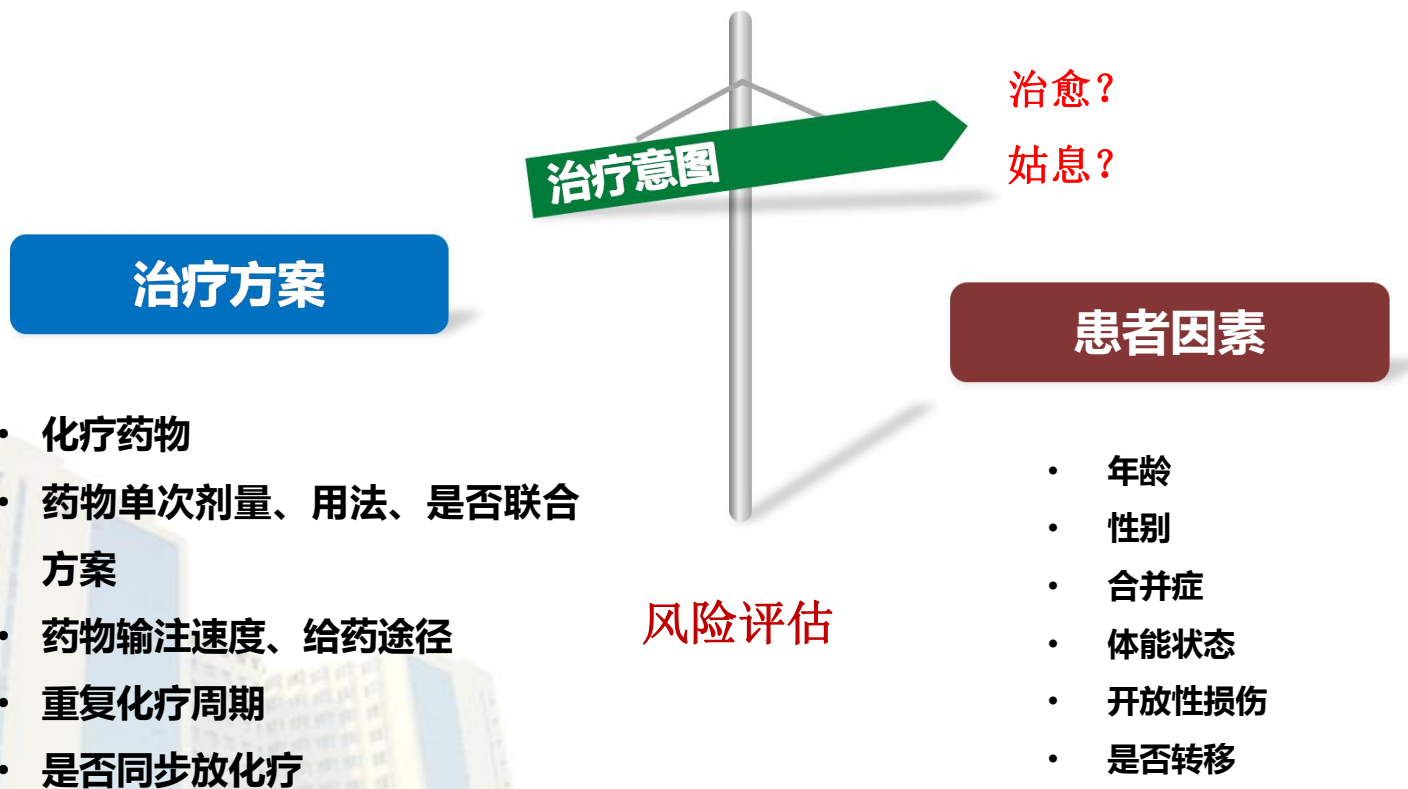 治疗意图
治愈？
姑息？
治疗方案
• 化疗药物
• 药物单次剂量、用法、是否联合
方案
• 药物输注速度、给药途径
• 重复化疗周期
• 是否同步放化疗
风险评估
患者因素
• 年龄
• 性别
• 合并症
• 体能状态
• 开放性损伤
• 是否转移